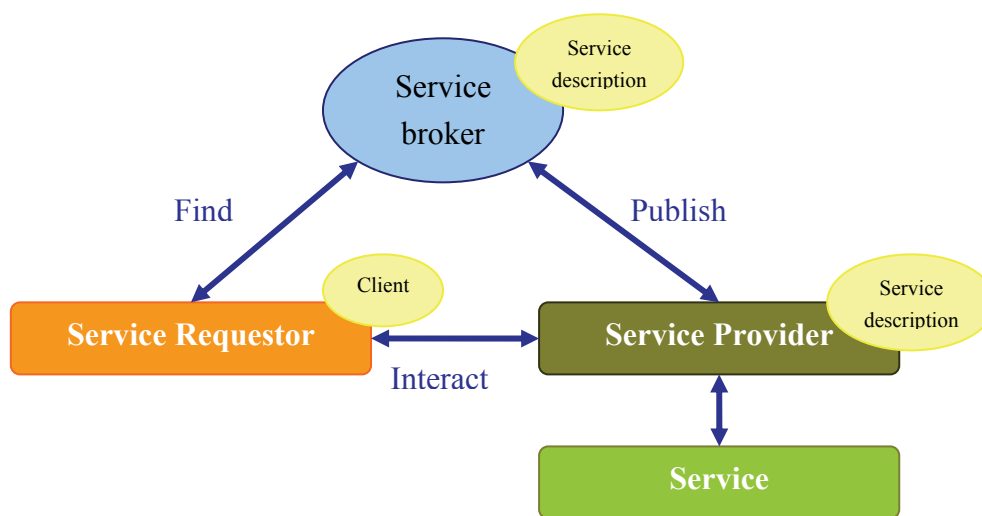 Service
description
Service
broker
Find
Publish
Client
Service
description
Service Requestor
Service Provider
Interact
Service